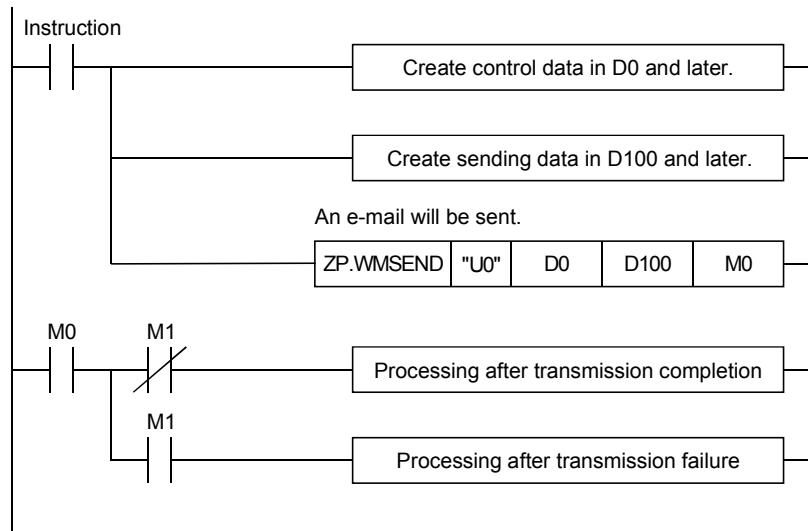 Instruction
Create control data in D0 and later.
Create sending data in D100 and later.
An e-mail will be sent.
ZP.WMSEND "U0" D0 D100 M0
M0 M1
Processing after transmission completion
M1
Processing after transmission failure